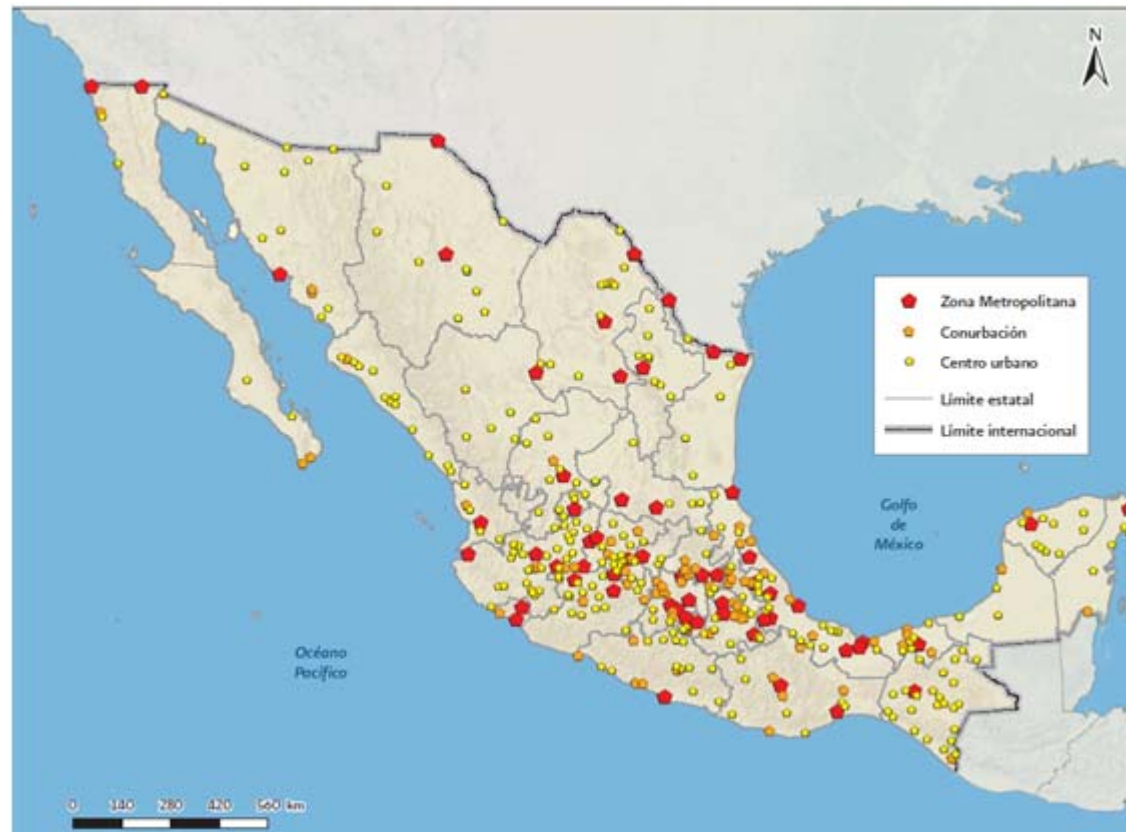 N
Zona Metropolitana
Conurbación
Centro urbano
Límite estatal
Límite internacional
Golfo
de
México
Océano
Pacífico
0 140 280 420 560 km